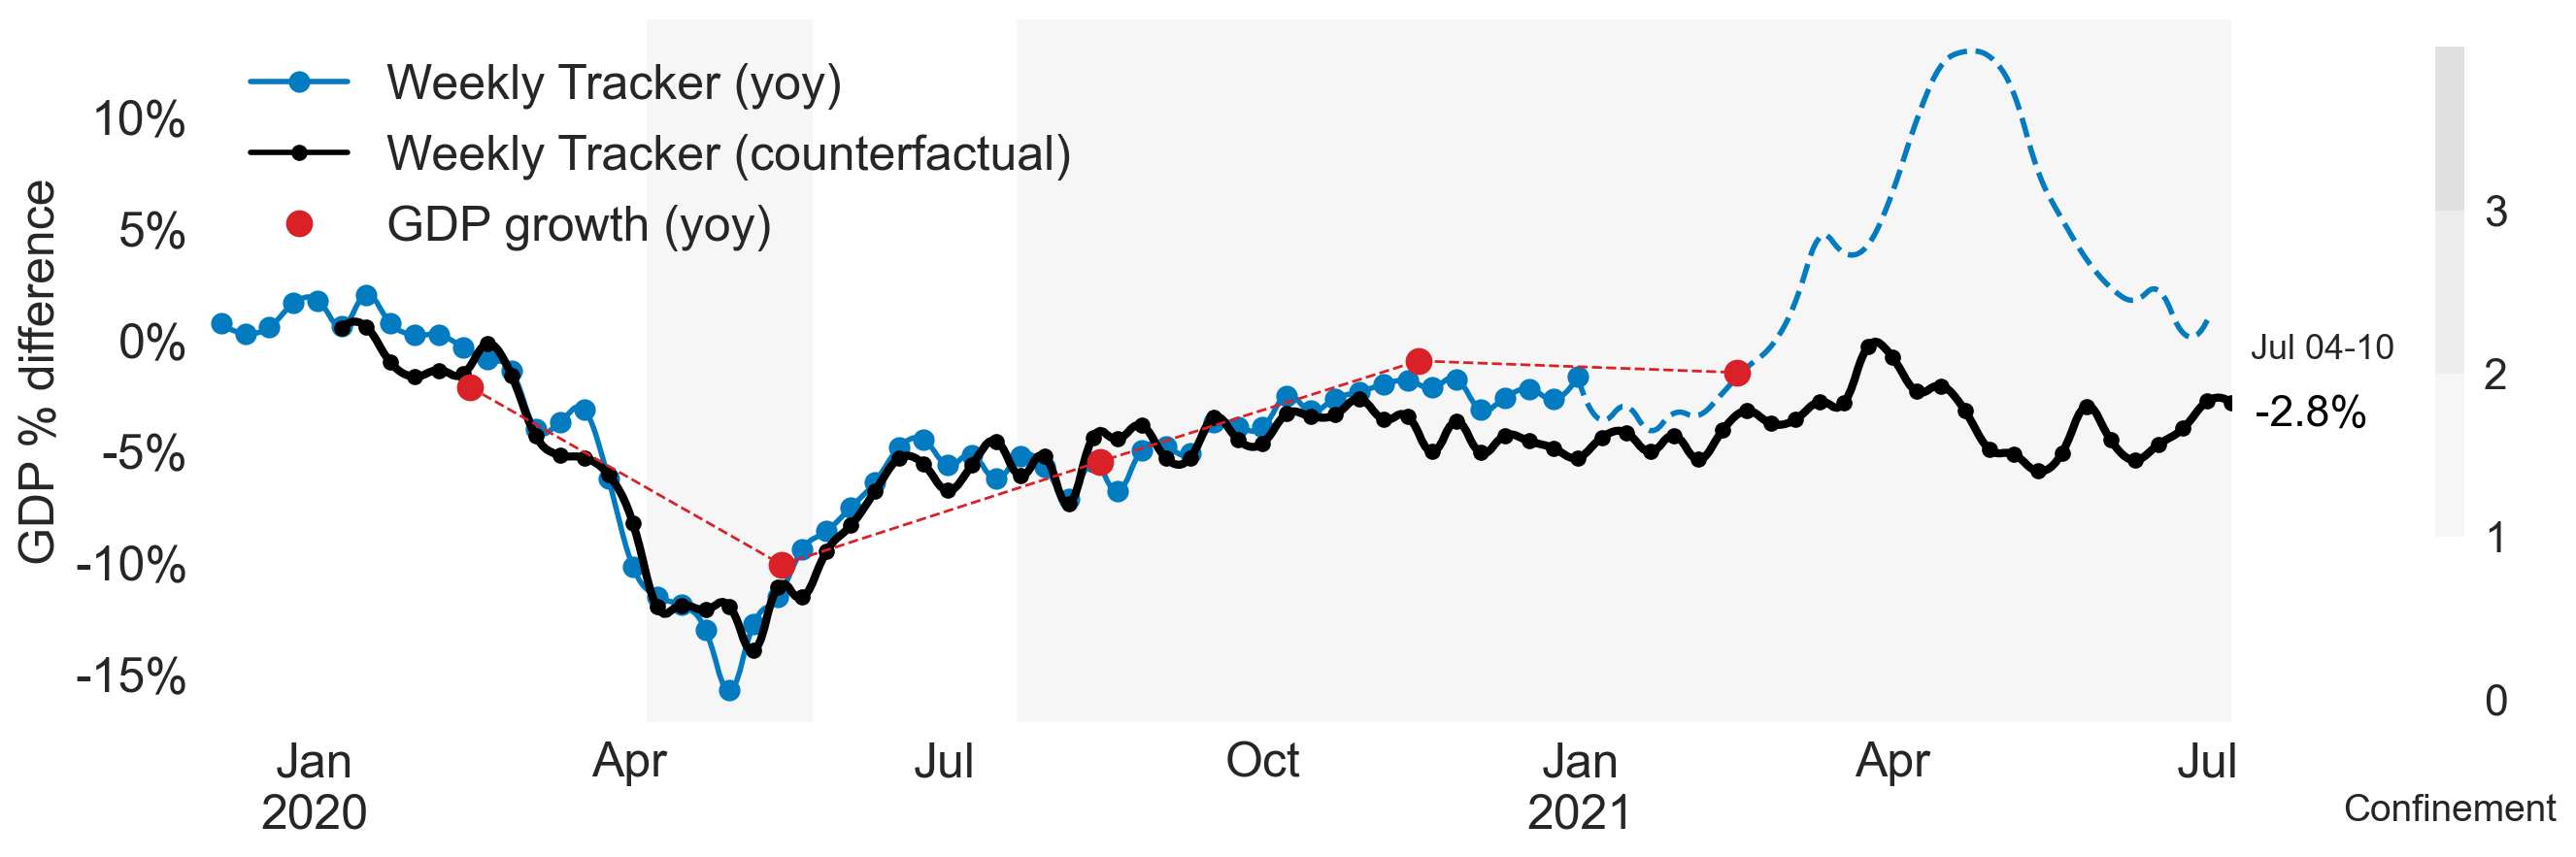 Weekly Tracker (yoy)
Weekly Tracker (counterfactual)
GDP growth (yoy)
GDP % difference
10%
5%
0%
-5%
-10%
-15%
Jan
2020
Apr
Jul
Oct
Jan
2021
Apr
Jul
Jul 04-10
-2.8%
3
2
1
0
Confinement